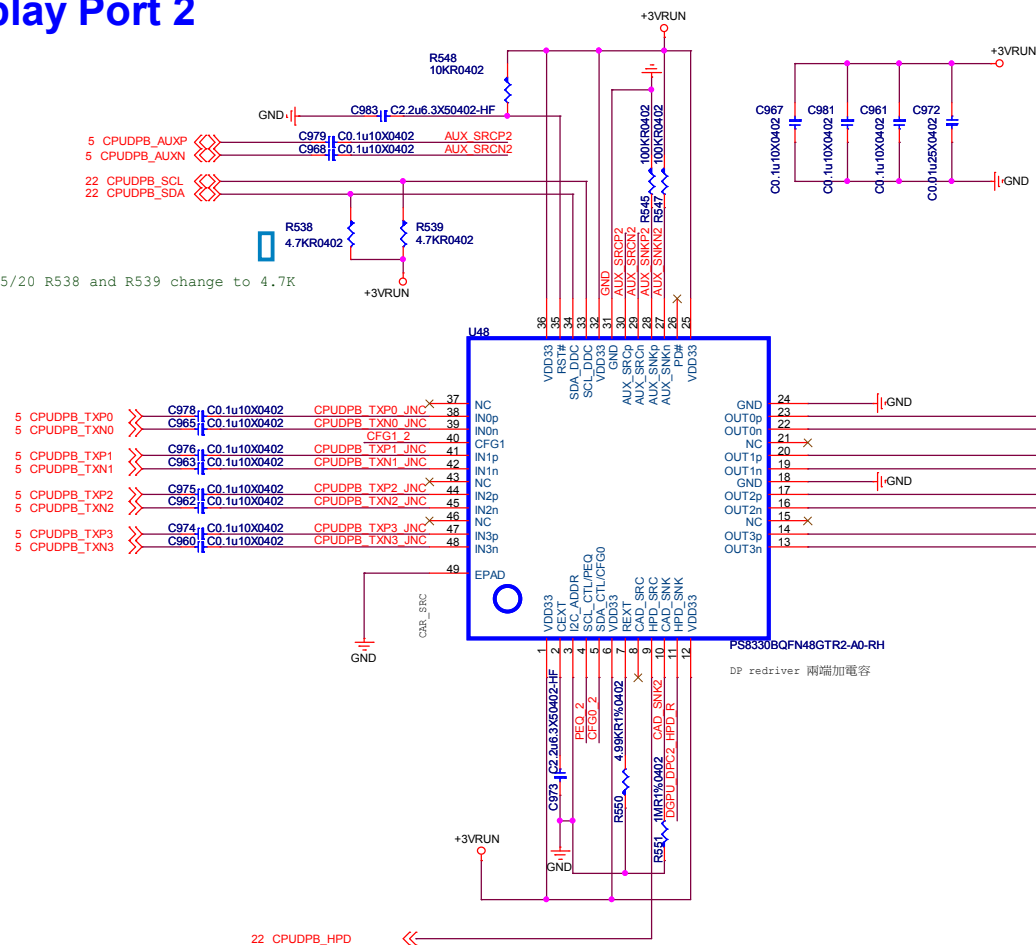 play Port 2
+3VRUN
R548
10KR0402
GND
C983 C2.2u6.3X50402-HF
5 CPUDPB_AUXP
C979 C0.1u10X0402
AUX_SRCP2
5 CPUDPB_AUXN
C968 C0.1u10X0402
AUX_SRCN2
22 CPUDPB_SCL
22 CPUDPB_SDA
R538
4.7KR0402
R539
4.7KR0402
+3VRUN
5/20 R538 and R539 change to 4.7K
100KR0402
100KR0402
R545
R547
GND
AUX_SRCP2
AUX_SRCN2
AUX_SNKP2
AUX_SNKN2
+3VRUN
C967
C0.1u10X0402
C981
C0.1u10X0402
C961
C0.1u10X0402
C972
C0.01u25X0402
GND
U48
36 35 34 33 32 31 30 29 28 27 26 25
VDD33
RST#
SDA_DDC
SCL_DDC
VDD33
GND
AUX_SRCp
AUX_SRCn
AUX_SNKp
AUX_SNKn
PD#
VDD33
37 NC
5 CPUDPB_TXP0 C978 C0.1u10X0402 CPUDPB_TXP0_JNC 38 IN0p
5 CPUDPB_TXN0 C965 C0.1u10X0402 CPUDPB_TXN0_JNC 39 IN0n
CFG1_2 40 CFG1
5 CPUDPB_TXP1 C976 C0.1u10X0402 CPUDPB_TXP1_JNC 41 IN1p
5 CPUDPB_TXN1 C963 C0.1u10X0402 CPUDPB_TXN1_JNC 42 IN1n
43 NC
5 CPUDPB_TXP2 C975 C0.1u10X0402 CPUDPB_TXP2_JNC 44 IN2p
5 CPUDPB_TXN2 C962 C0.1u10X0402 CPUDPB_TXN2_JNC 45 IN2n
46 NC
5 CPUDPB_TXP3 C974 C0.1u10X0402 CPUDPB_TXP3_JNC 47 IN3p
5 CPUDPB_TXN3 C960 C0.1u10X0402 CPUDPB_TXN3_JNC 48 IN3n
49 EPAD
GND
CAR_SRC
GND 24 GND
OUT0p 23
OUT0n 22
NC 21
OUT1p 20
OUT1n 19
GND 18 GND
OUT2p 17
OUT2n 16
NC 15
OUT3p 14
OUT3n 13
VDD33
CEXT
I2C_ADDR
SCL_CTL/PEQ
SDA_CTL/CFG0
VDD33
REXT
CAD_SRC
HPD_SRC
CAD_SNK
HPD_SNK
VDD33
1 2 3 4 5 6 7 8 9 10 11 12
PS8330BQFN48GTR2-A0-RH
DP redriver 兩端加電容
C973 C2.2u6.3X50402-HF
PEQ_2
CFG0_2
R550 4.99KR1%0402
CAD_SNK2
R551 1MR1%0402
DGPU_DPC2_HPD_R
+3VRUN
GND
22 CPUDPB_HPD